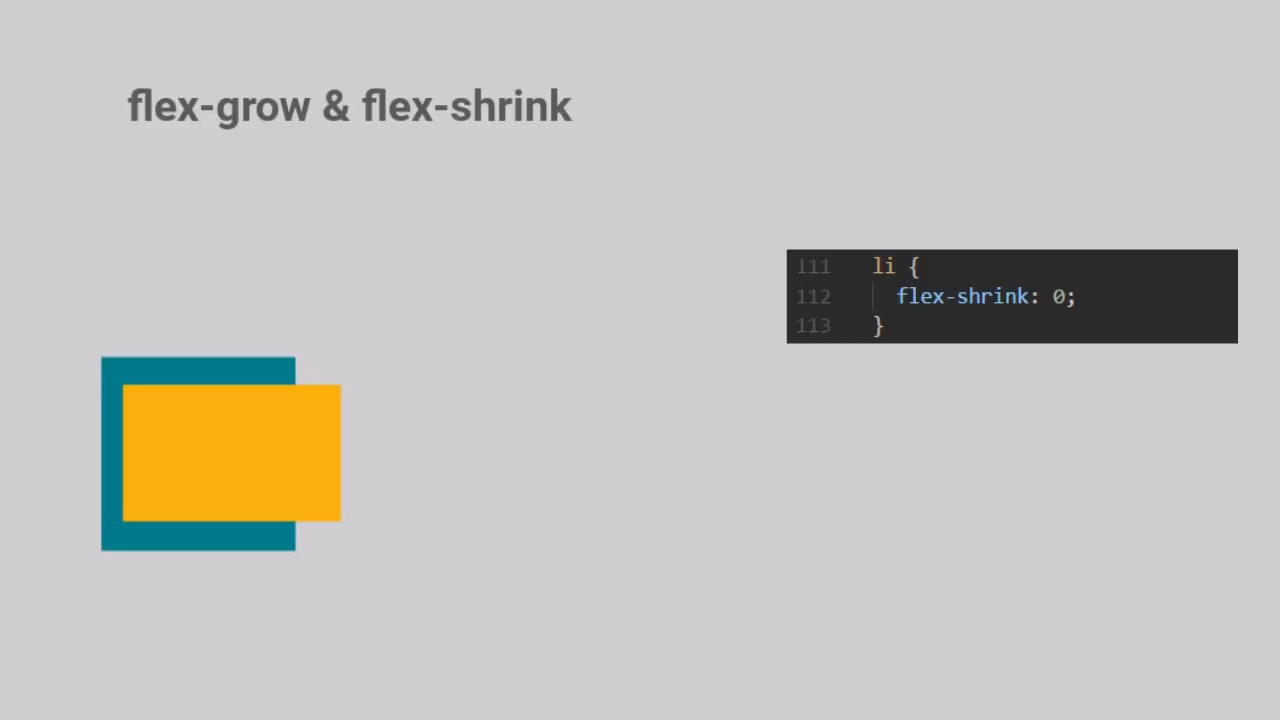 flex-grow & flex-shrink
111 li {
112 flex-shrink: 0;
113 }